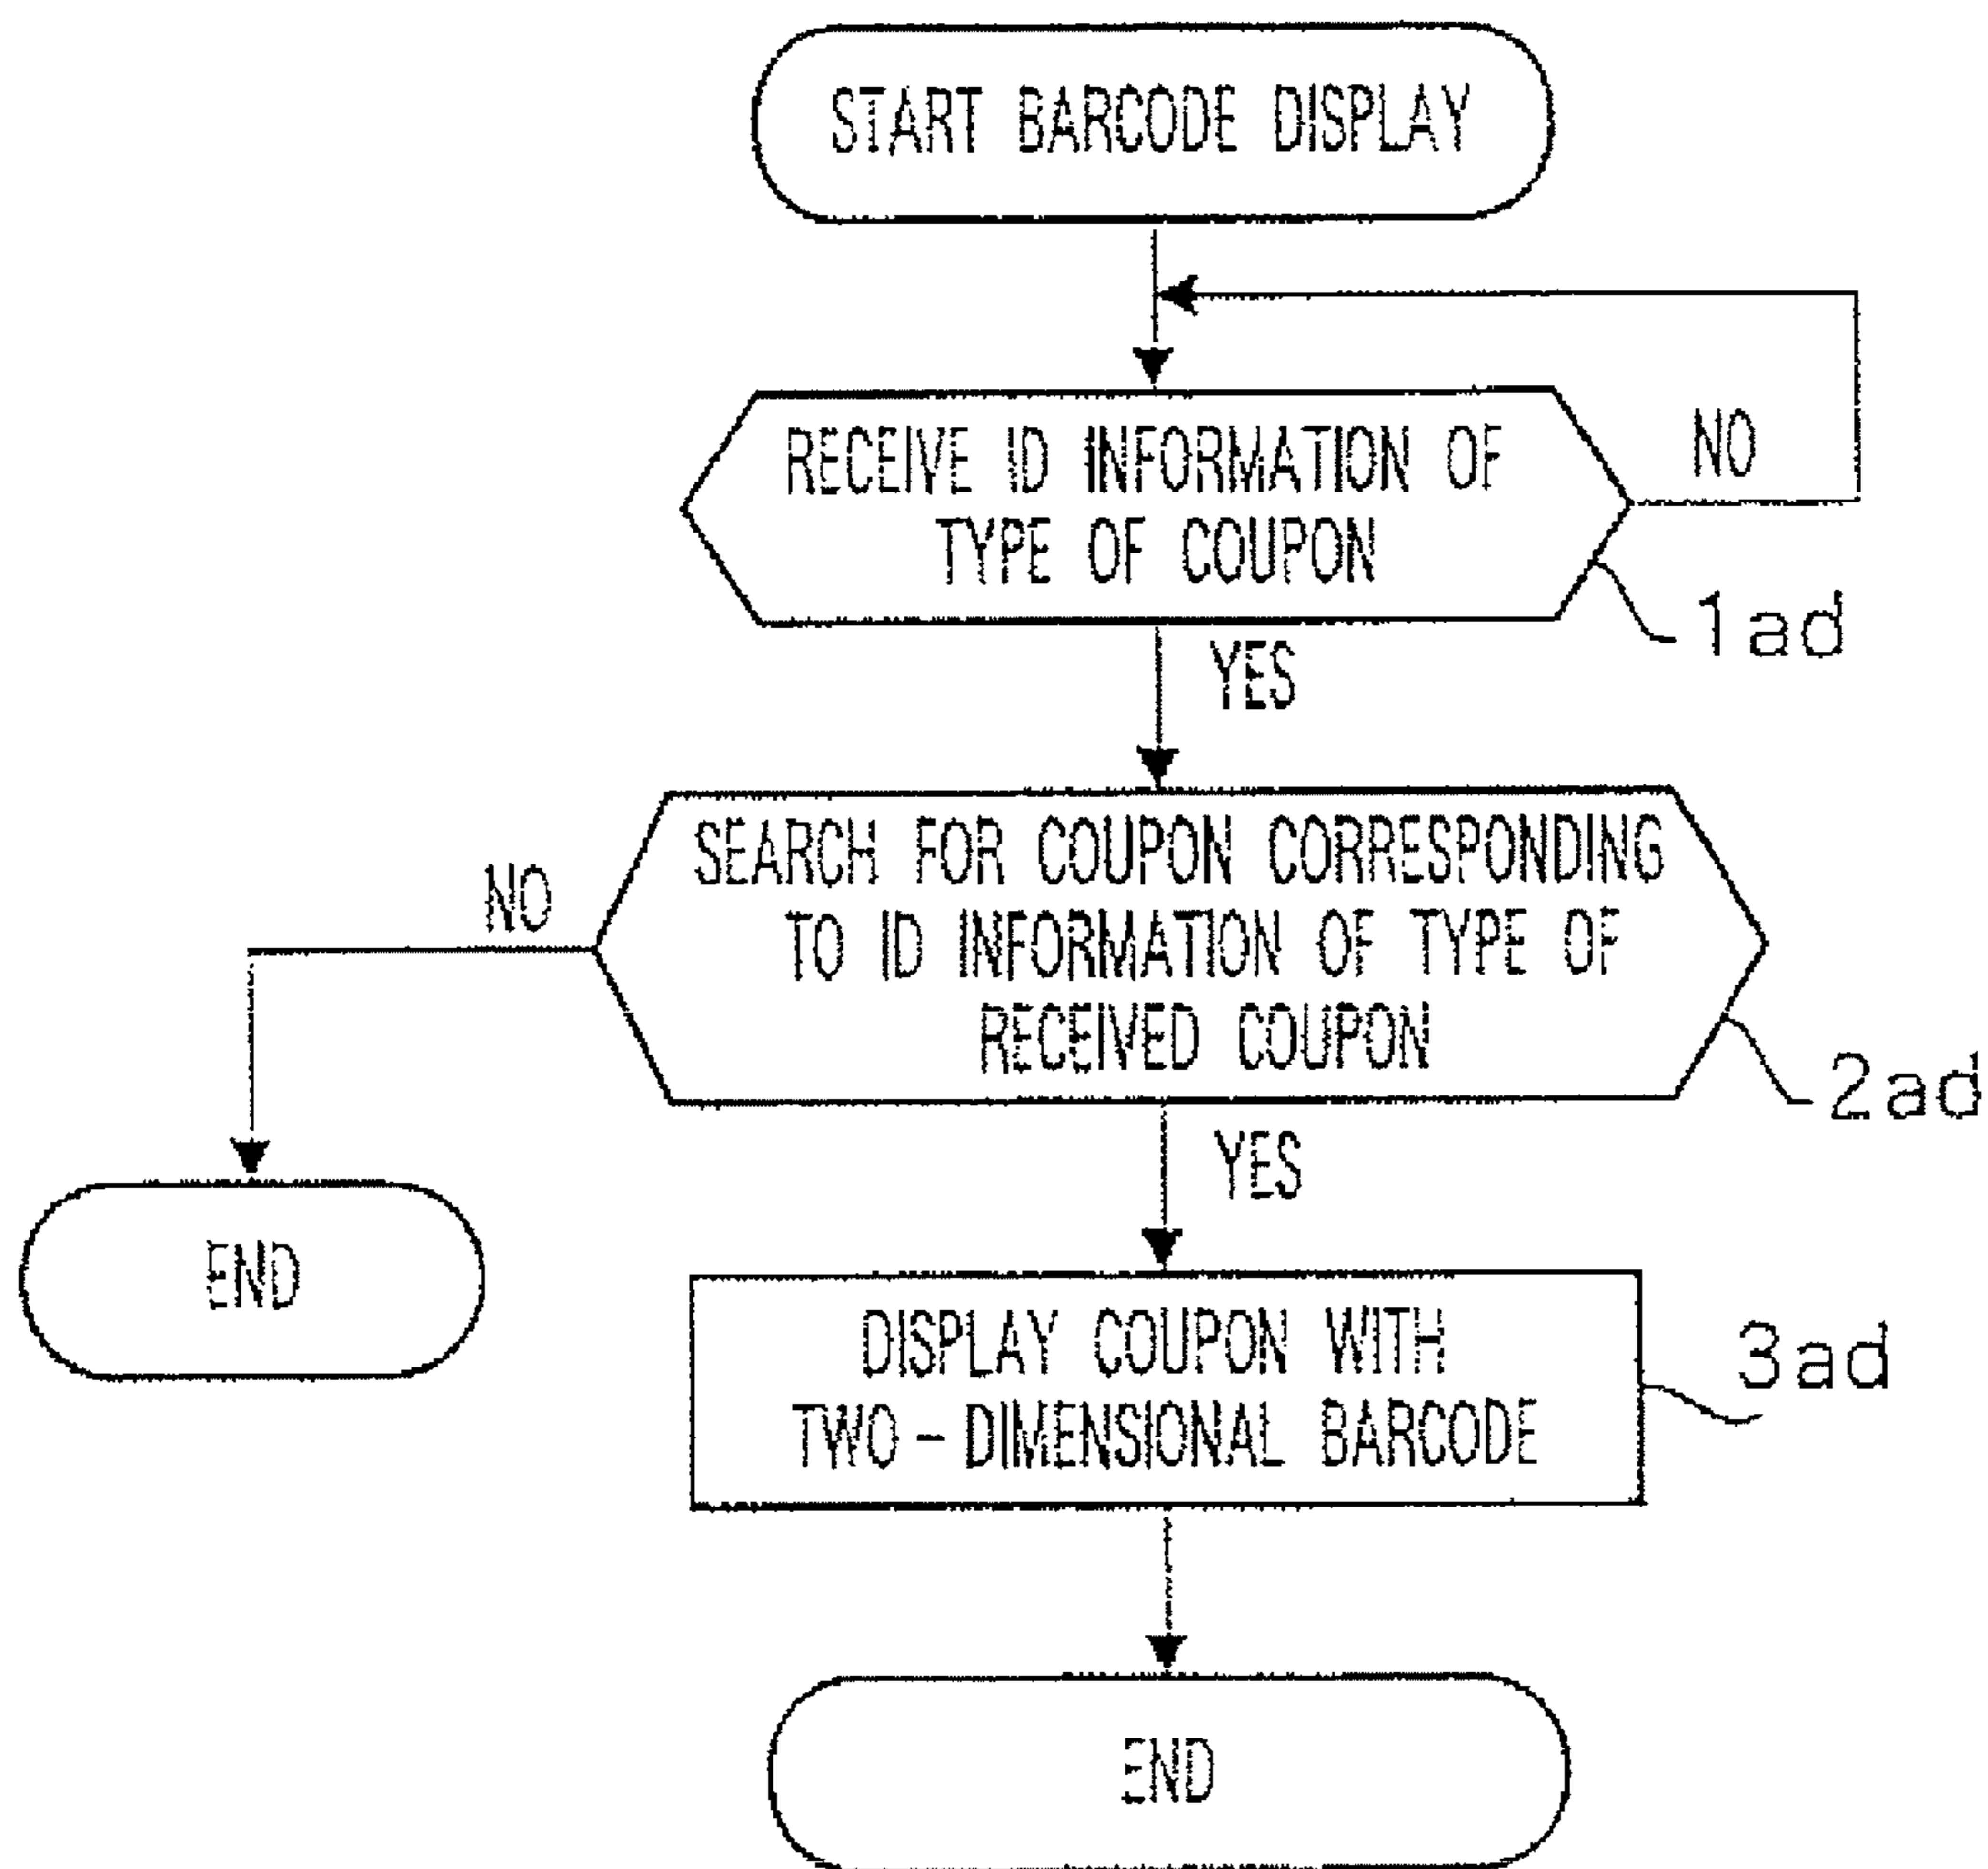 START BARCODE DISPLAY
RECEIVE ID INFORMATION OF
TYPE OF COUPON
NO
1ad
YES
SEARCH FOR COUPON CORRESPONDING
TO ID INFORMATION OF TYPE OF
RECEIVED COUPON
NO
2ad
YES
END
DISPLAY COUPON WITH
TWO-DIMENSIONAL BARCODE
3ad
END